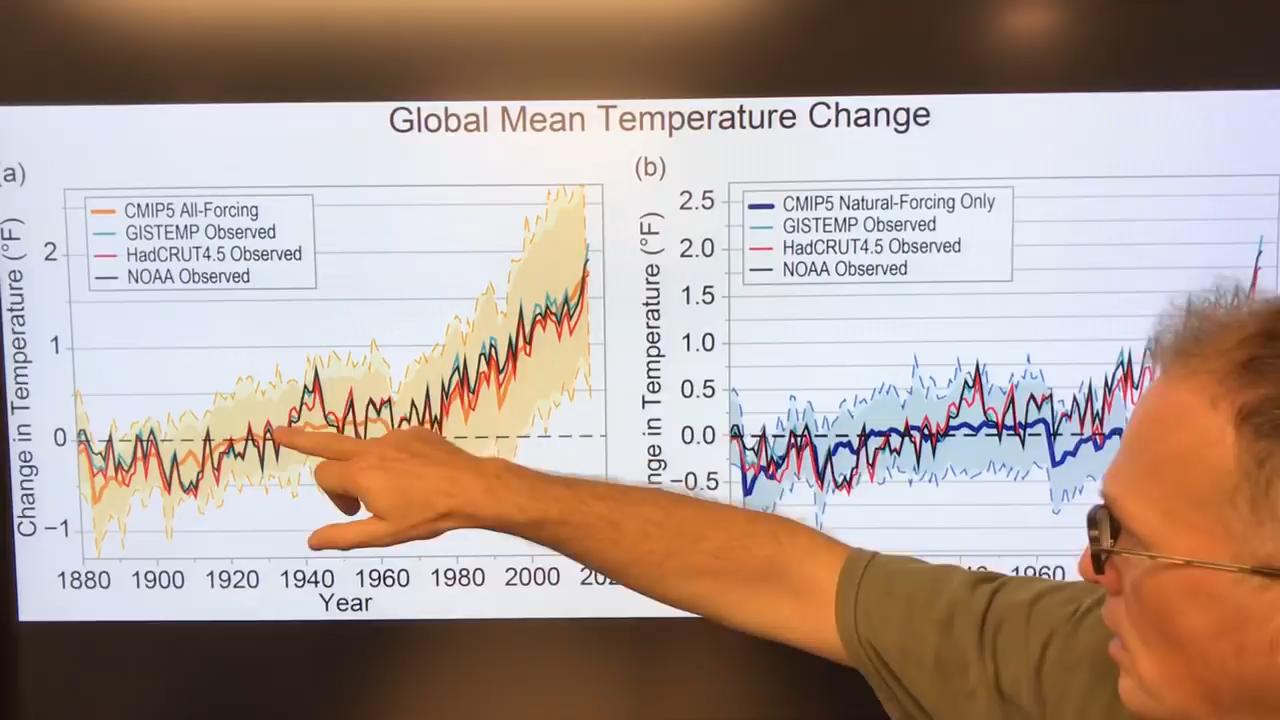 Global Mean Temperature Change
(a)
CMIP5 All-Forcing
GISTEMP Observed
HadCRUT4.5 Observed
NOAA Observed
Change in Temperature (°F)
2
1
0
−1
1880 1900 1920 1940 1960 1980 2000
Year
(b)
CMIP5 Natural-Forcing Only
GISTEMP Observed
HadCRUT4.5 Observed
NOAA Observed
in Temperature (°F)
2.5
2.0
1.5
1.0
0.5
0.0
−0.5
1960